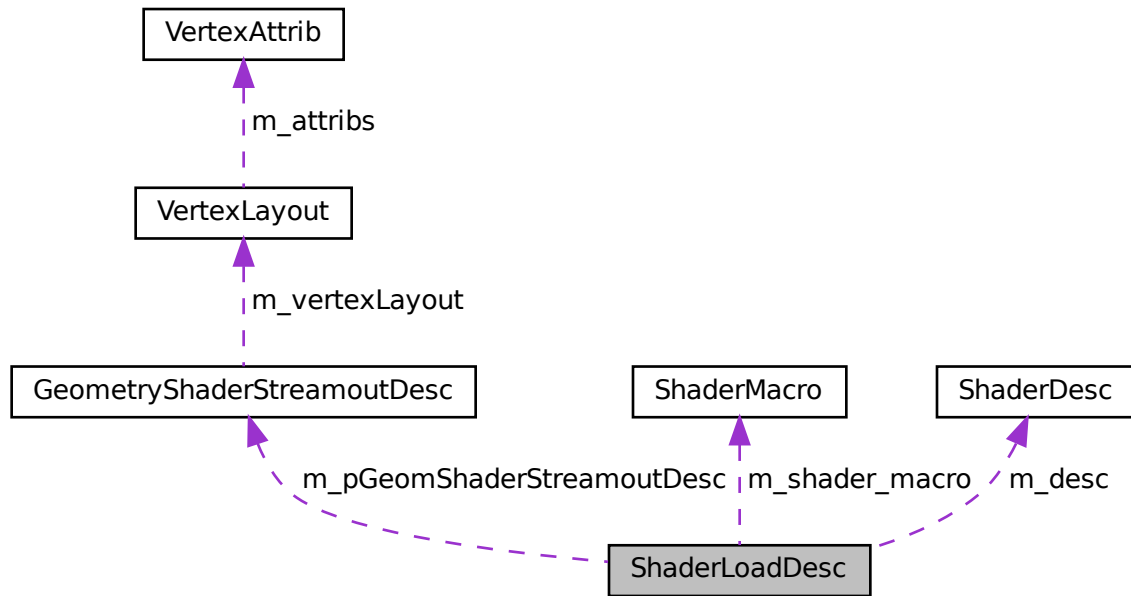 VertexAttrib
m_attribs
VertexLayout
m_vertexLayout
GeometryShaderStreamoutDesc
ShaderMacro
ShaderDesc
m_pGeomShaderStreamoutDesc
m_shader_macro
m_desc
ShaderLoadDesc